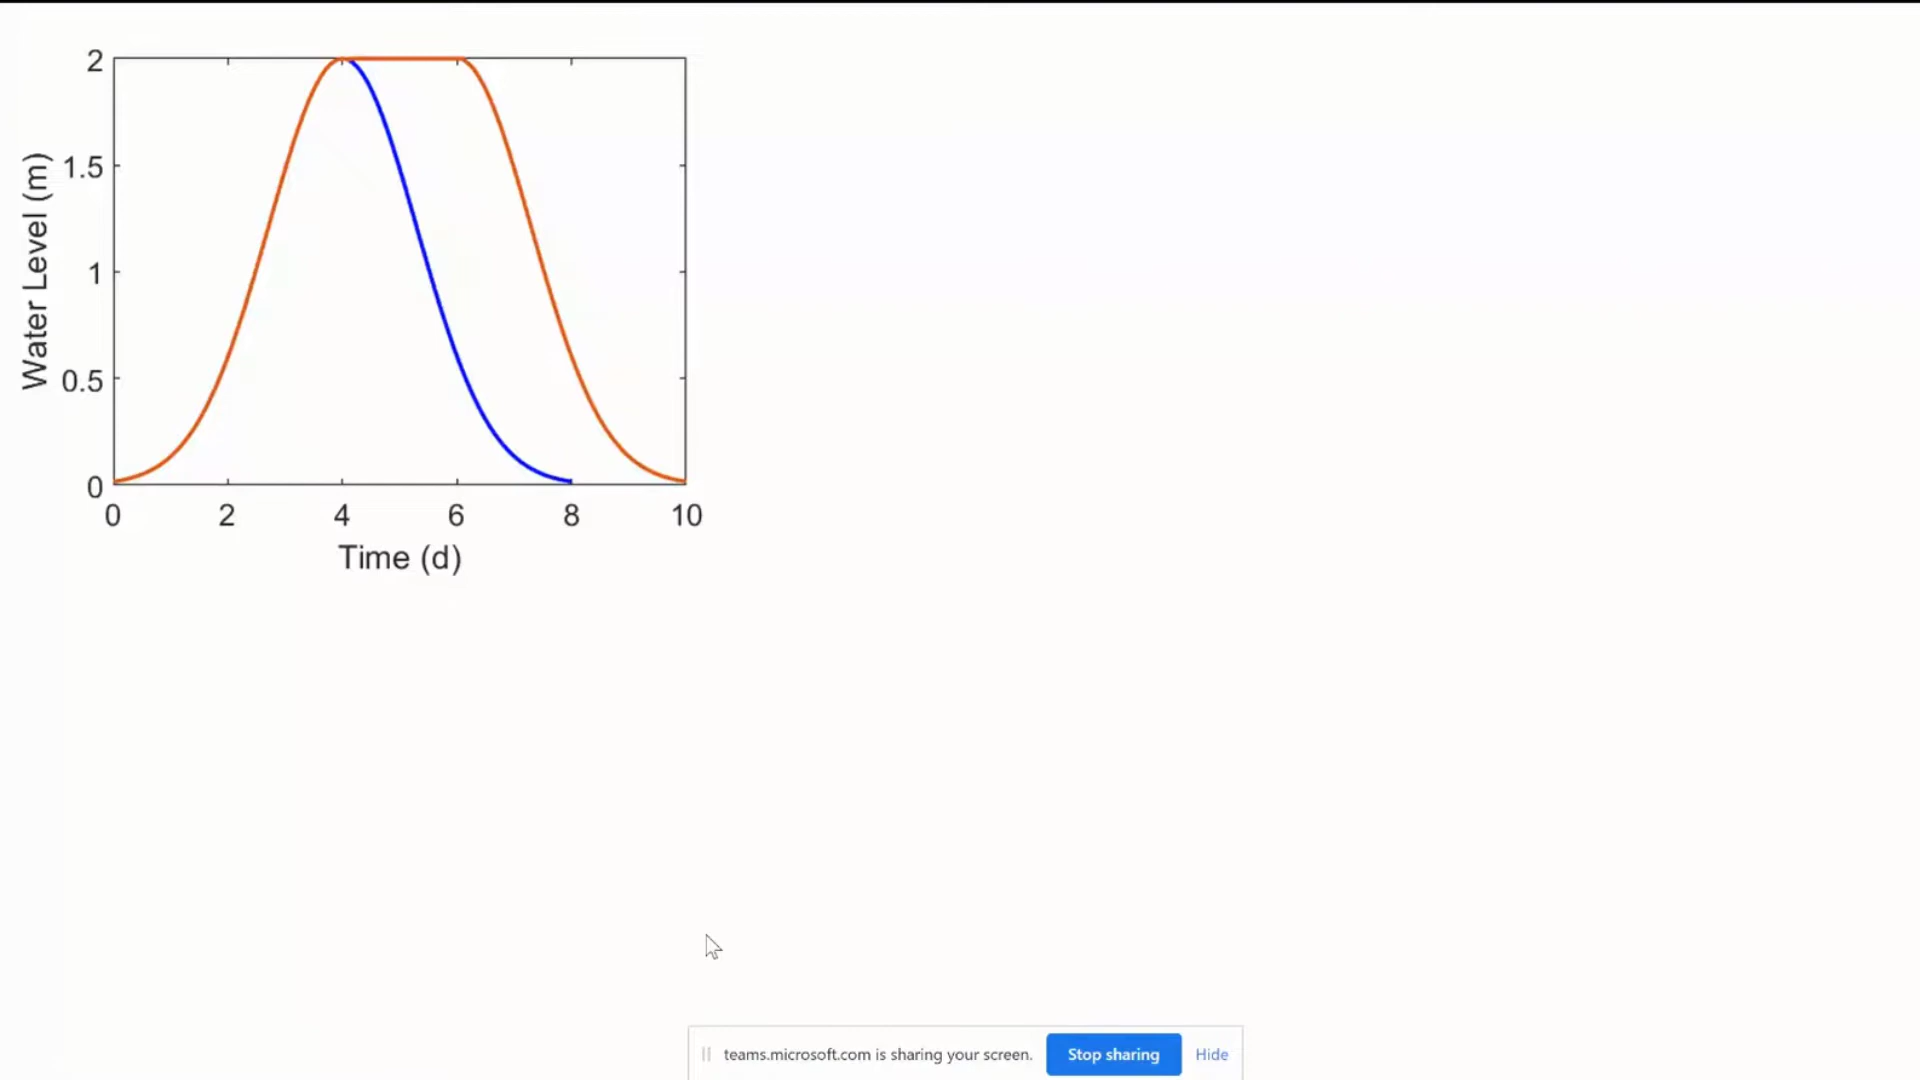 2
1.5
1
0.5
0
Water Level (m)
0 2 4 6 8 10
Time (d)
teams.microsoft.com is sharing your screen. Stop sharing Hide